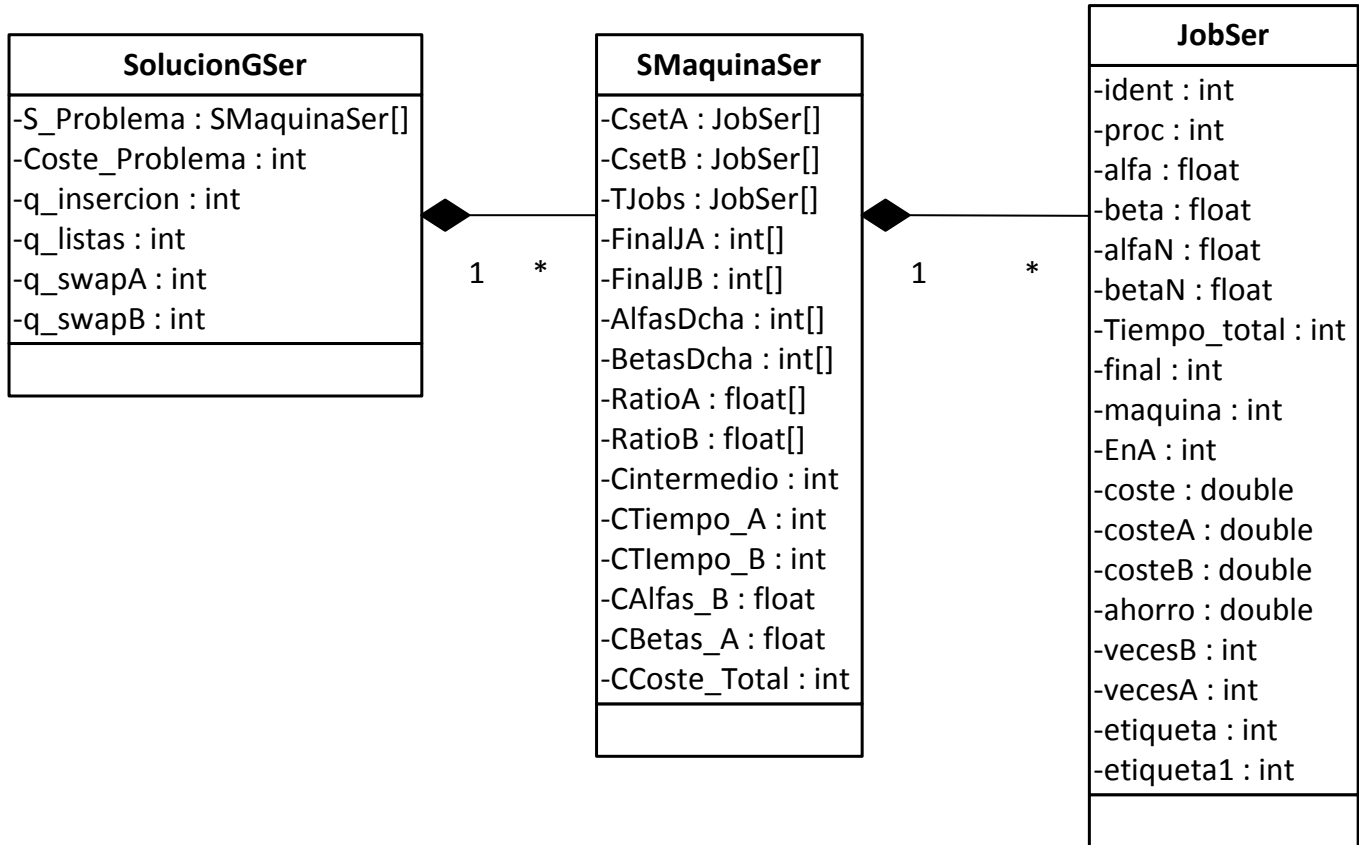 SolucionGSer
-S_Problema : SMaquinaSer[]
-Coste_Problema : int
-q_insercion : int
-q_listas : int
-q_swapA : int
-q_swapB : int
1
*
SMaquinaSer
-CsetA : JobSer[]
-CsetB : JobSer[]
-TJobs : JobSer[]
-FinalJA : int[]
-FinalJB : int[]
-AlfasDcha : int[]
-BetasDcha : int[]
-RatioA : float[]
-RatioB : float[]
-Cintermedio : int
-CTiempo_A : int
-CTIempo_B : int
-CAlfas_B : float
-CBetas_A : float
-CCoste_Total : int
1
*
JobSer
-ident : int
-proc : int
-alfa : float
-beta : float
-alfaN : float
-betaN : float
-Tiempo_total : int
-final : int
-maquina : int
-EnA : int
-coste : double
-costeA : double
-costeB : double
-ahorro : double
-vecesB : int
-vecesA : int
-etiqueta : int
-etiqueta1 : int